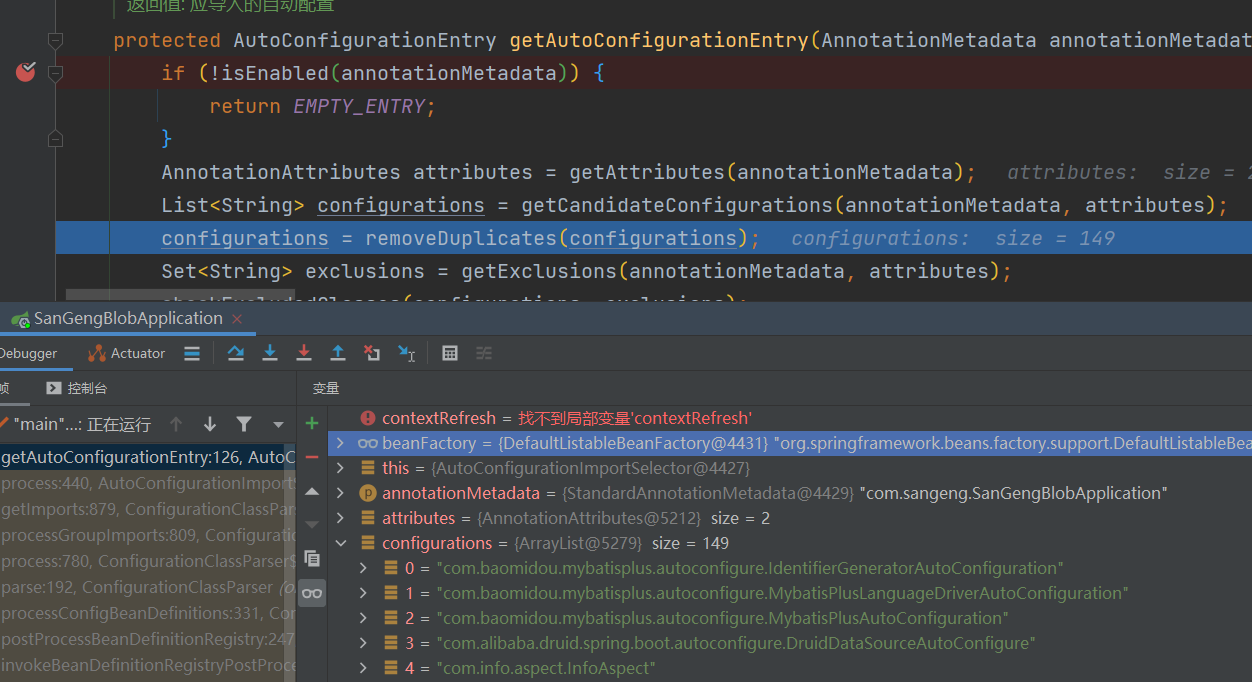 返回值: 应导入的自动配置
protected AutoConfigurationEntry getAutoConfigurationEntry(AnnotationMetadata annotationMetadat
if (!isEnabled(annotationMetadata)) {
return EMPTY_ENTRY;
}
AnnotationAttributes attributes = getAttributes(annotationMetadata); attributes: size = 2
List<String> configurations = getCandidateConfigurations(annotationMetadata, attributes);
configurations = removeDuplicates(configurations); configurations: size = 149
Set<String> exclusions = getExclusions(annotationMetadata, attributes);
checkExcludedClasses(configurations, exclusions);
SanGengBlobApplication
Debugger Actuator
帧 控制台 变量
"main"...: 正在运行
contextRefresh = 找不到局部变量'contextRefresh'
beanFactory = {DefaultListableBeanFactory@4431} "org.springframework.beans.factory.support.DefaultListableBea
getAutoConfigurationEntry:126, AutoC
this = {AutoConfigurationImportSelector@4427}
process:440, AutoConfigurationImportS
annotationMetadata = {StandardAnnotationMetadata@4429} "com.sangeng.SanGengBlobApplication"
getImports:879, ConfigurationClassPar
attributes = {AnnotationAttributes@5212} size = 2
processGroupImports:809, Configuratio
configurations = {ArrayList@5279} size = 149
process:780, ConfigurationClassParser$
0 = "com.baomidou.mybatisplus.autoconfigure.IdentifierGeneratorAutoConfiguration"
parse:192, ConfigurationClassParser (o
1 = "com.baomidou.mybatisplus.autoconfigure.MybatisPlusLanguageDriverAutoConfiguration"
processConfigBeanDefinitions:331, Con
2 = "com.baomidou.mybatisplus.autoconfigure.MybatisPlusAutoConfiguration"
postProcessBeanDefinitionRegistry:247
3 = "com.alibaba.druid.spring.boot.autoconfigure.DruidDataSourceAutoConfigure"
invokeBeanDefinitionRegistryPostProce
4 = "com.info.aspect.InfoAspect"